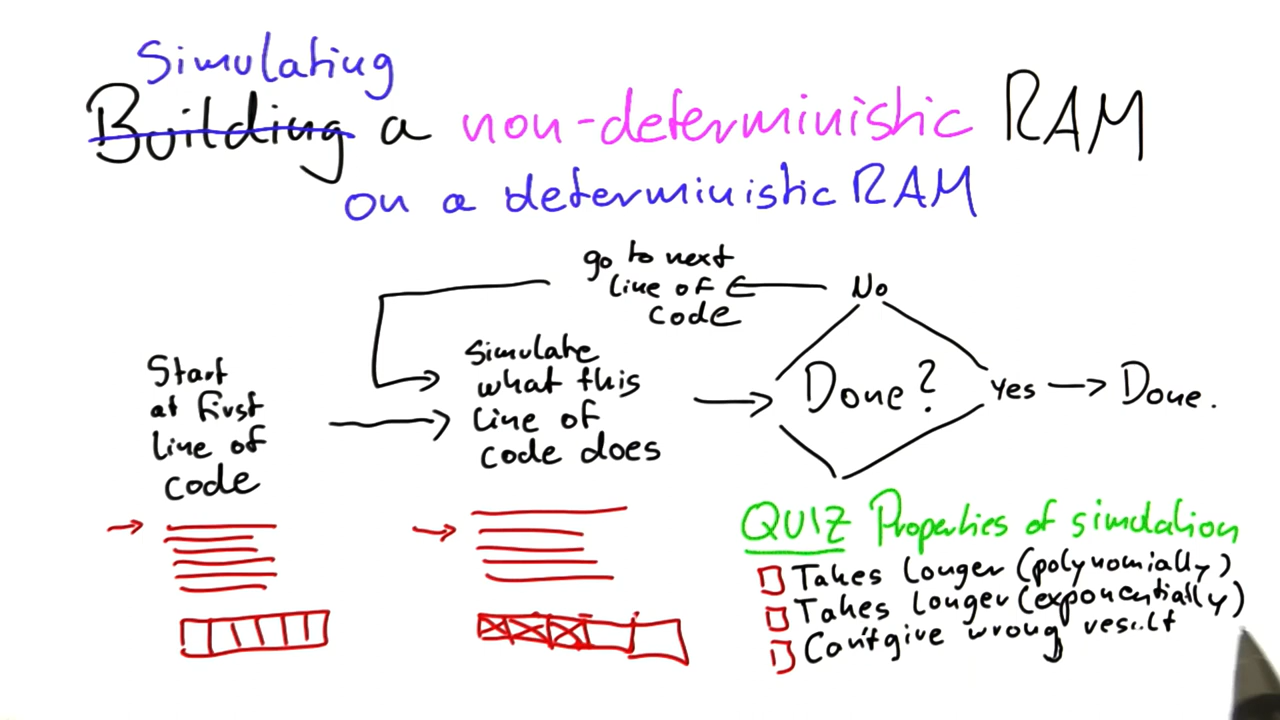 Simulating
Building a non-deterministic RAM
on a deterministic RAM
go to next
line of
code
No
Start
at first
line of
code
simulate
what this
line of
code does
Done?
Yes
Done.
QUIZ Properties of simulation
Takes longer (polynomially)
Takes longer (exponentially)
Can't give wrong result